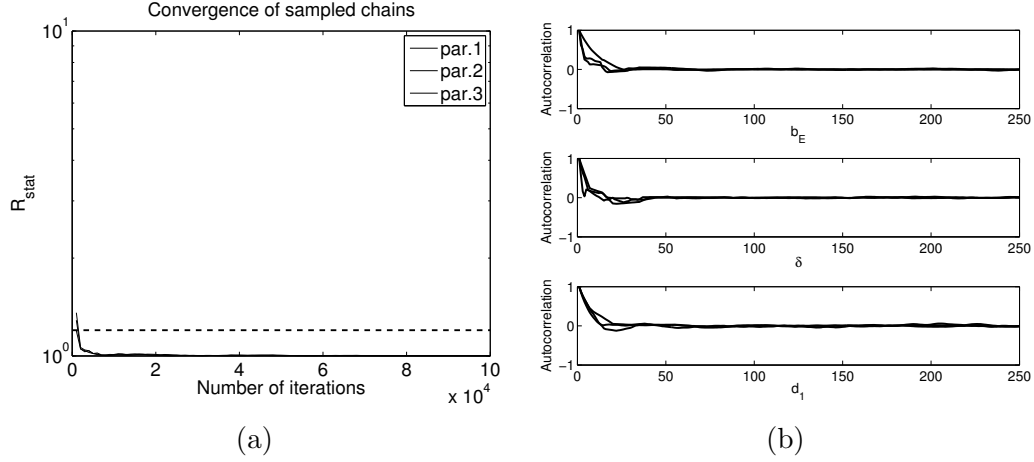 Convergence of sampled chains
10^1
R_stat
10^0
par.1
par.2
par.3
0 2 4 6 8 10
x 10^4
Number of iterations
(a)
1
0
−1
Autocorrelation
0 50 100 150 200 250
b_E
1
0
−1
Autocorrelation
0 50 100 150 200 250
δ
1
0
−1
Autocorrelation
0 50 100 150 200 250
d_1
(b)